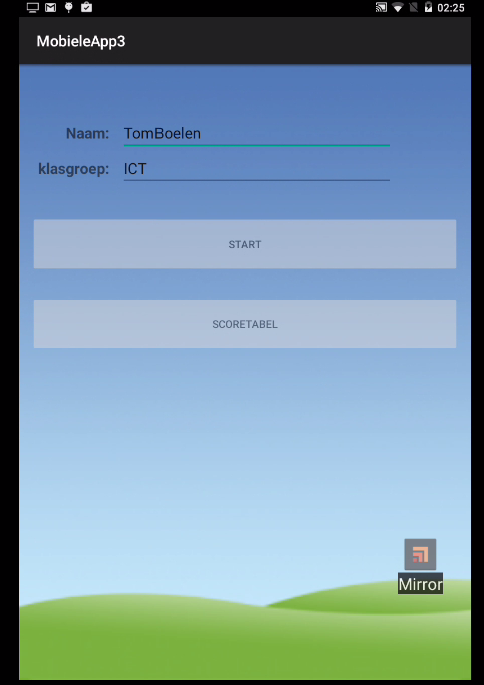 02:25
MobieleApp3
Naam: TomBoelen
klasgroep: ICT
START
SCORETABEL
Mirror